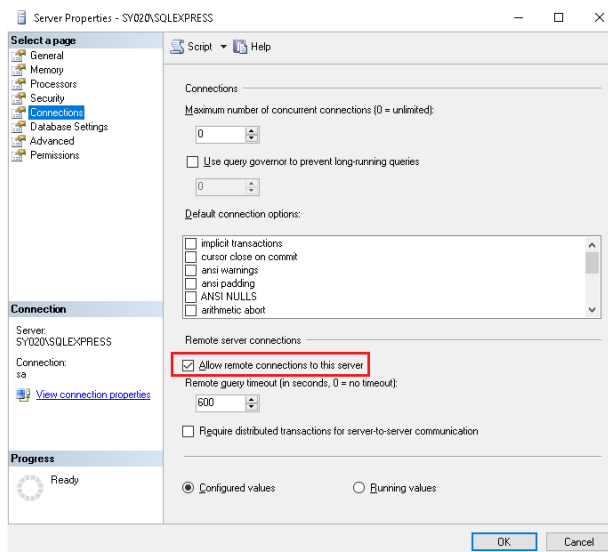 Server Properties - SY020\SQLEXPRESS
Select a page
General
Memory
Processors
Security
Connections
Database Settings
Advanced
Permissions
Script Help
Connections
Maximum number of concurrent connections (0 = unlimited):
0
Use query governor to prevent long-running queries
0
Default connection options:
implicit transactions
cursor close on commit
ansi warnings
ansi padding
ANSI NULLS
arithmetic abort
Remote server connections
Allow remote connections to this server
Remote query timeout (in seconds, 0 = no timeout):
600
Require distributed transactions for server-to-server communication
Configured values Running values
Connection
Server:
SY020\SQLEXPRESS
Connection:
sa
View connection properties
Progress
Ready
OK Cancel